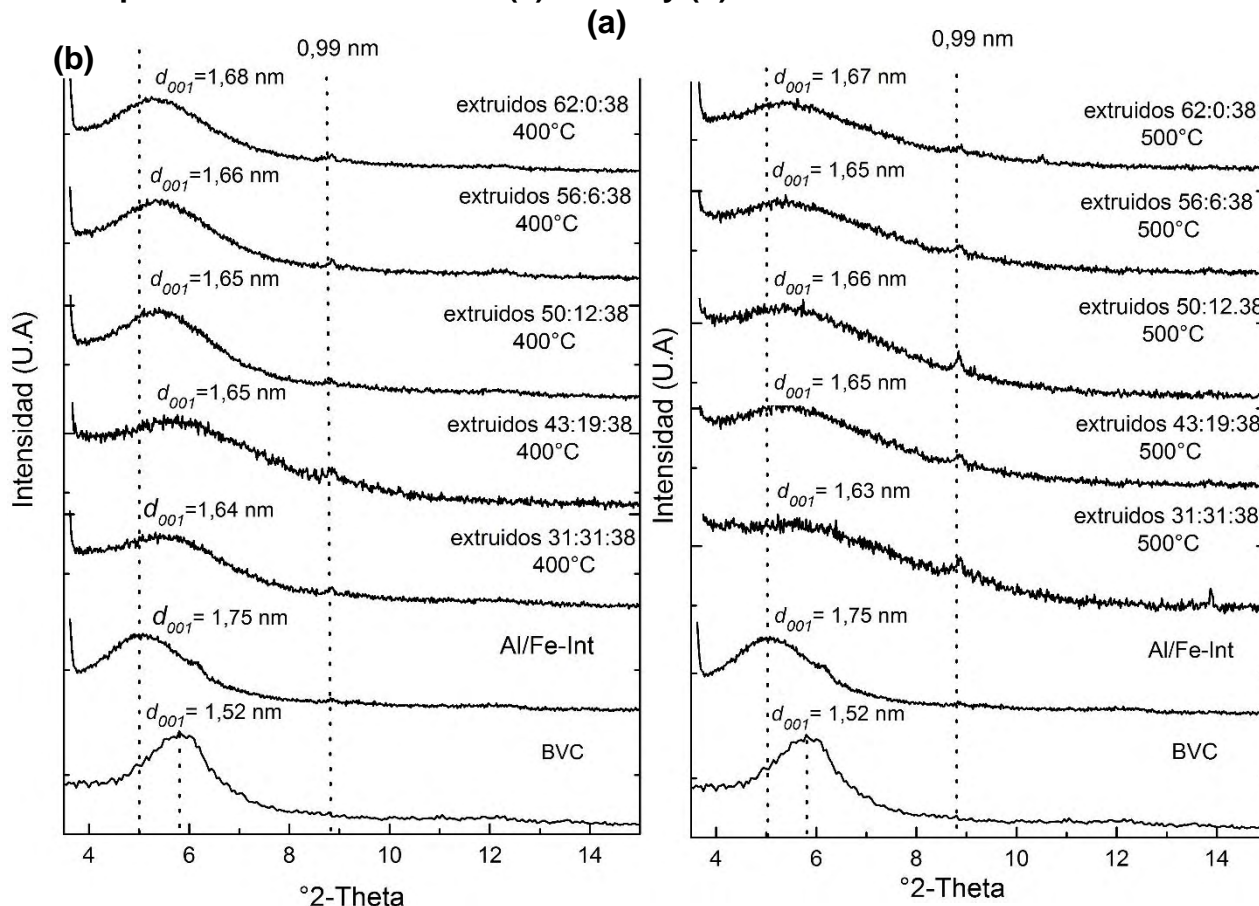 (a)
(b)
0,99 nm
d001=1,68 nm
extruidos 62:0:38
400°C
d001=1,66 nm
extruidos 56:6:38
400°C
d001=1,65 nm
extruidos 50:12:38
400°C
d001=1,65 nm
extruidos 43:19:38
400°C
d001=1,64 nm
extruidos 31:31:38
400°C
d001= 1,75 nm
Al/Fe-Int
d001= 1,52 nm
BVC
Intensidad (U.A)
4 6 8 10 12 14
°2-Theta
0,99 nm
d001= 1,67 nm
extruidos 62:0:38
500°C
d001= 1,65 nm
extruidos 56:6:38
500°C
d001= 1,66 nm
extruidos 50:12.38
500°C
d001= 1,65 nm
extruidos 43:19:38
500°C
d001= 1,63 nm
extruidos 31:31:38
500°C
d001= 1,75 nm
Al/Fe-Int
d001= 1,52 nm
BVC
Intensidad (U.A)
4 6 8 10 12 14
°2-Theta